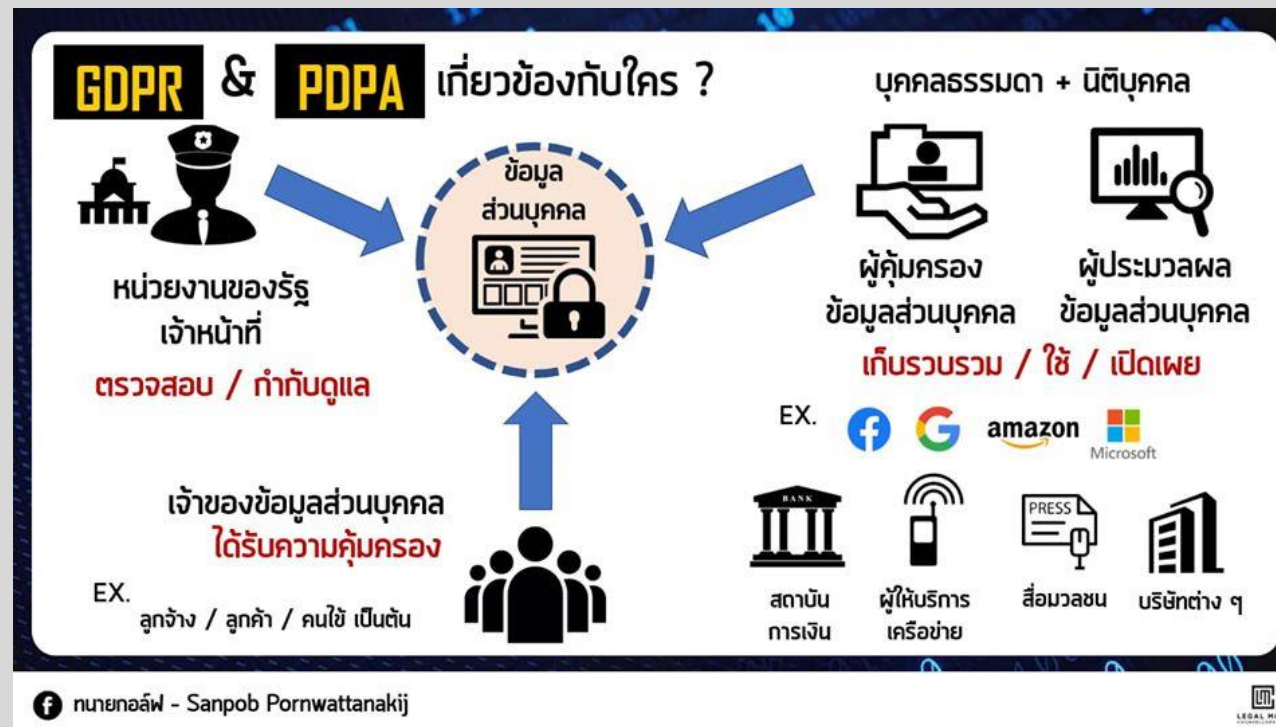 GDPR & PDPA เกี่ยวข้องกับใคร ?
บุคคลธรรมดา + นิติบุคคล
ข้อมูล
ส่วนบุคคล
หน่วยงานของรัฐ
เจ้าหน้าที่
ตรวจสอบ / กำกับดูแล
ผู้คุ้มครอง
ข้อมูลส่วนบุคคล
ผู้ประมวลผล
ข้อมูลส่วนบุคคล
เก็บรวบรวม / ใช้ / เปิดเผย
EX.
amazon
Microsoft
เจ้าของข้อมูลส่วนบุคคล
ได้รับความคุ้มครอง
EX.
ลูกจ้าง / ลูกค้า / คนไข้ เป็นต้น
BANK
PRESS
สถาบัน
การเงิน
ผู้ให้บริการ
เครือข่าย
สื่อมวลชน
บริษัทต่าง ๆ
ทนายกอล์ฟ - Sanpob Pornwattanakij